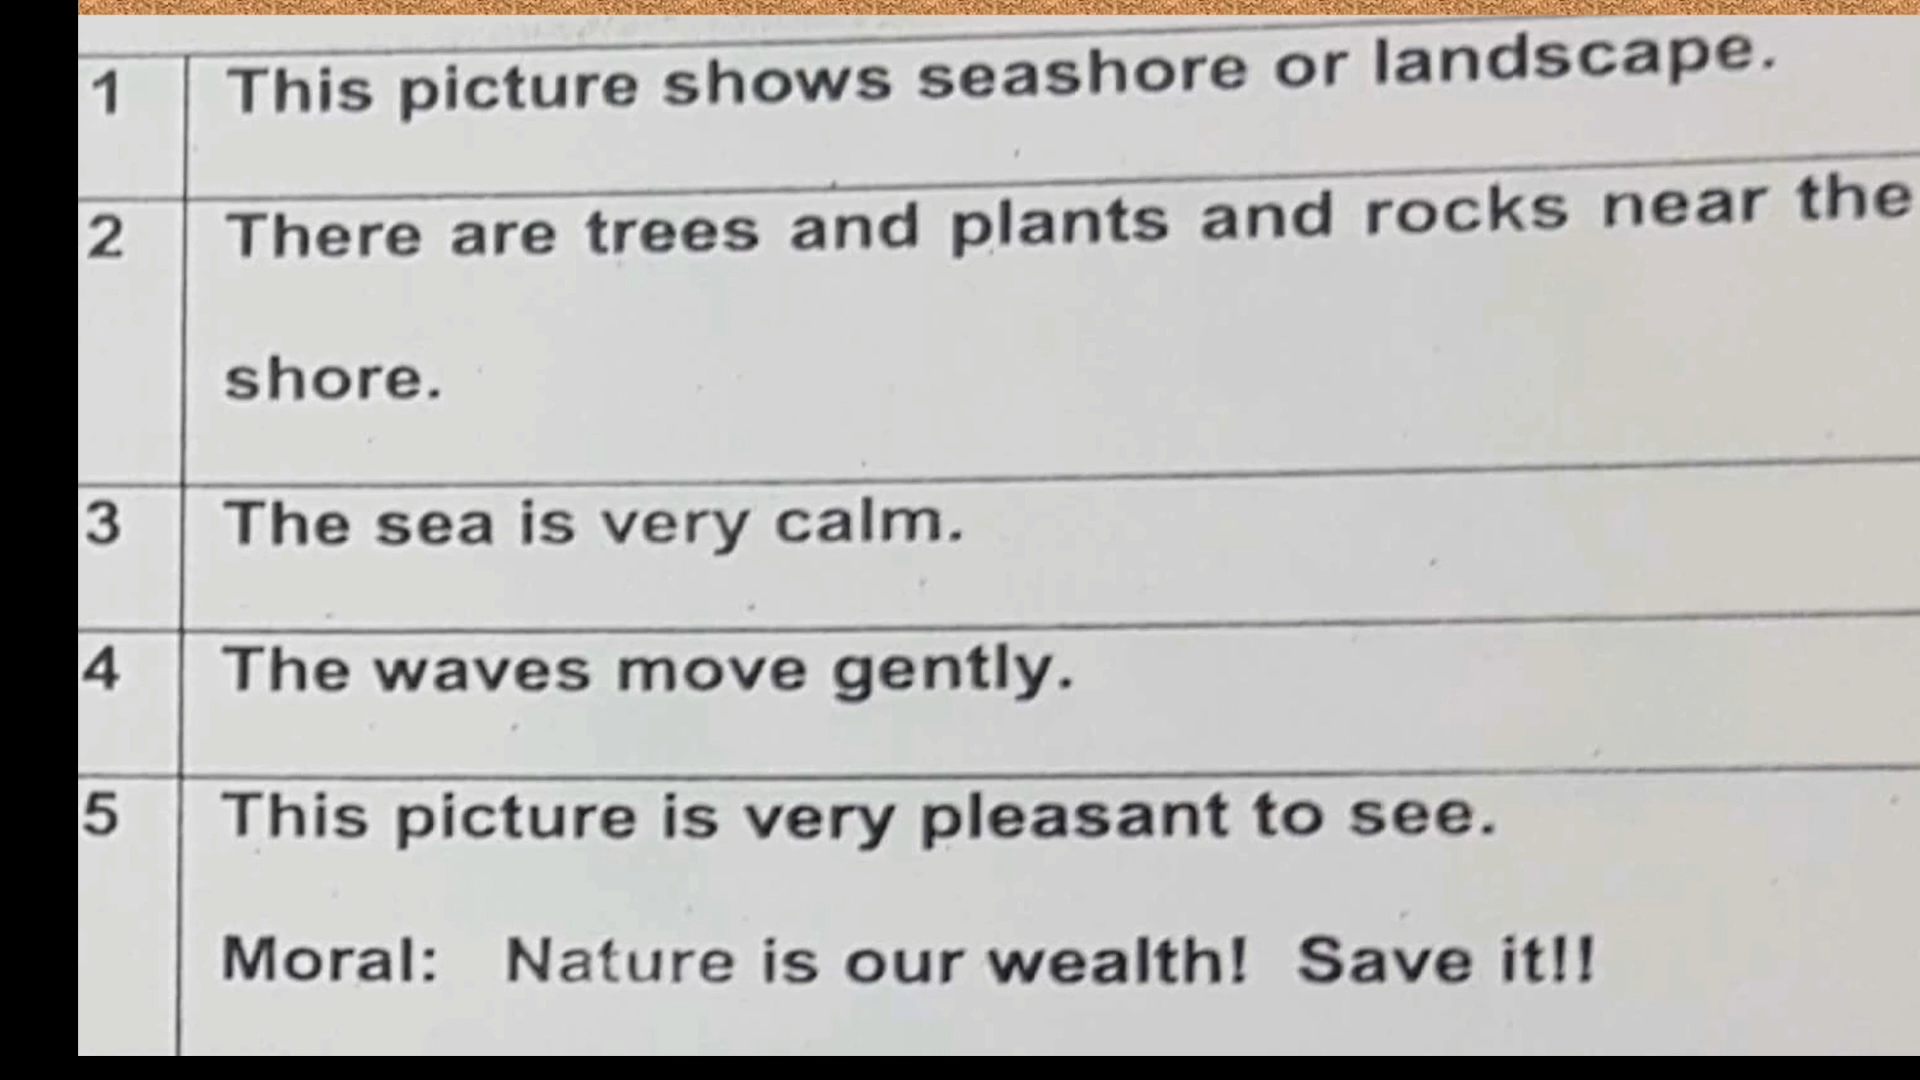 1 This picture shows seashore or landscape.
2 There are trees and plants and rocks near the
shore.
3 The sea is very calm.
4 The waves move gently.
5 This picture is very pleasant to see.
Moral: Nature is our wealth! Save it!!